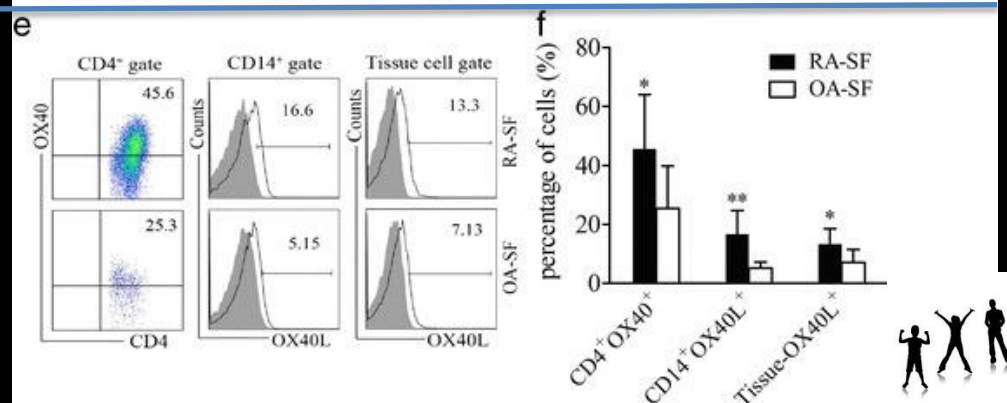 e
CD4⁺ gate
CD14⁺ gate
Tissue cell gate
45.6
16.6
13.3
OX40
Counts
Counts
RA-SF
25.3
5.15
7.13
OA-SF
CD4
OX40L
OX40L
f
percentage of cells (%)
80
60
40
20
0
RA-SF
OA-SF
*
**
*
CD4⁺OX40⁺
CD14⁺OX40L⁺
Tissue-OX40L⁺